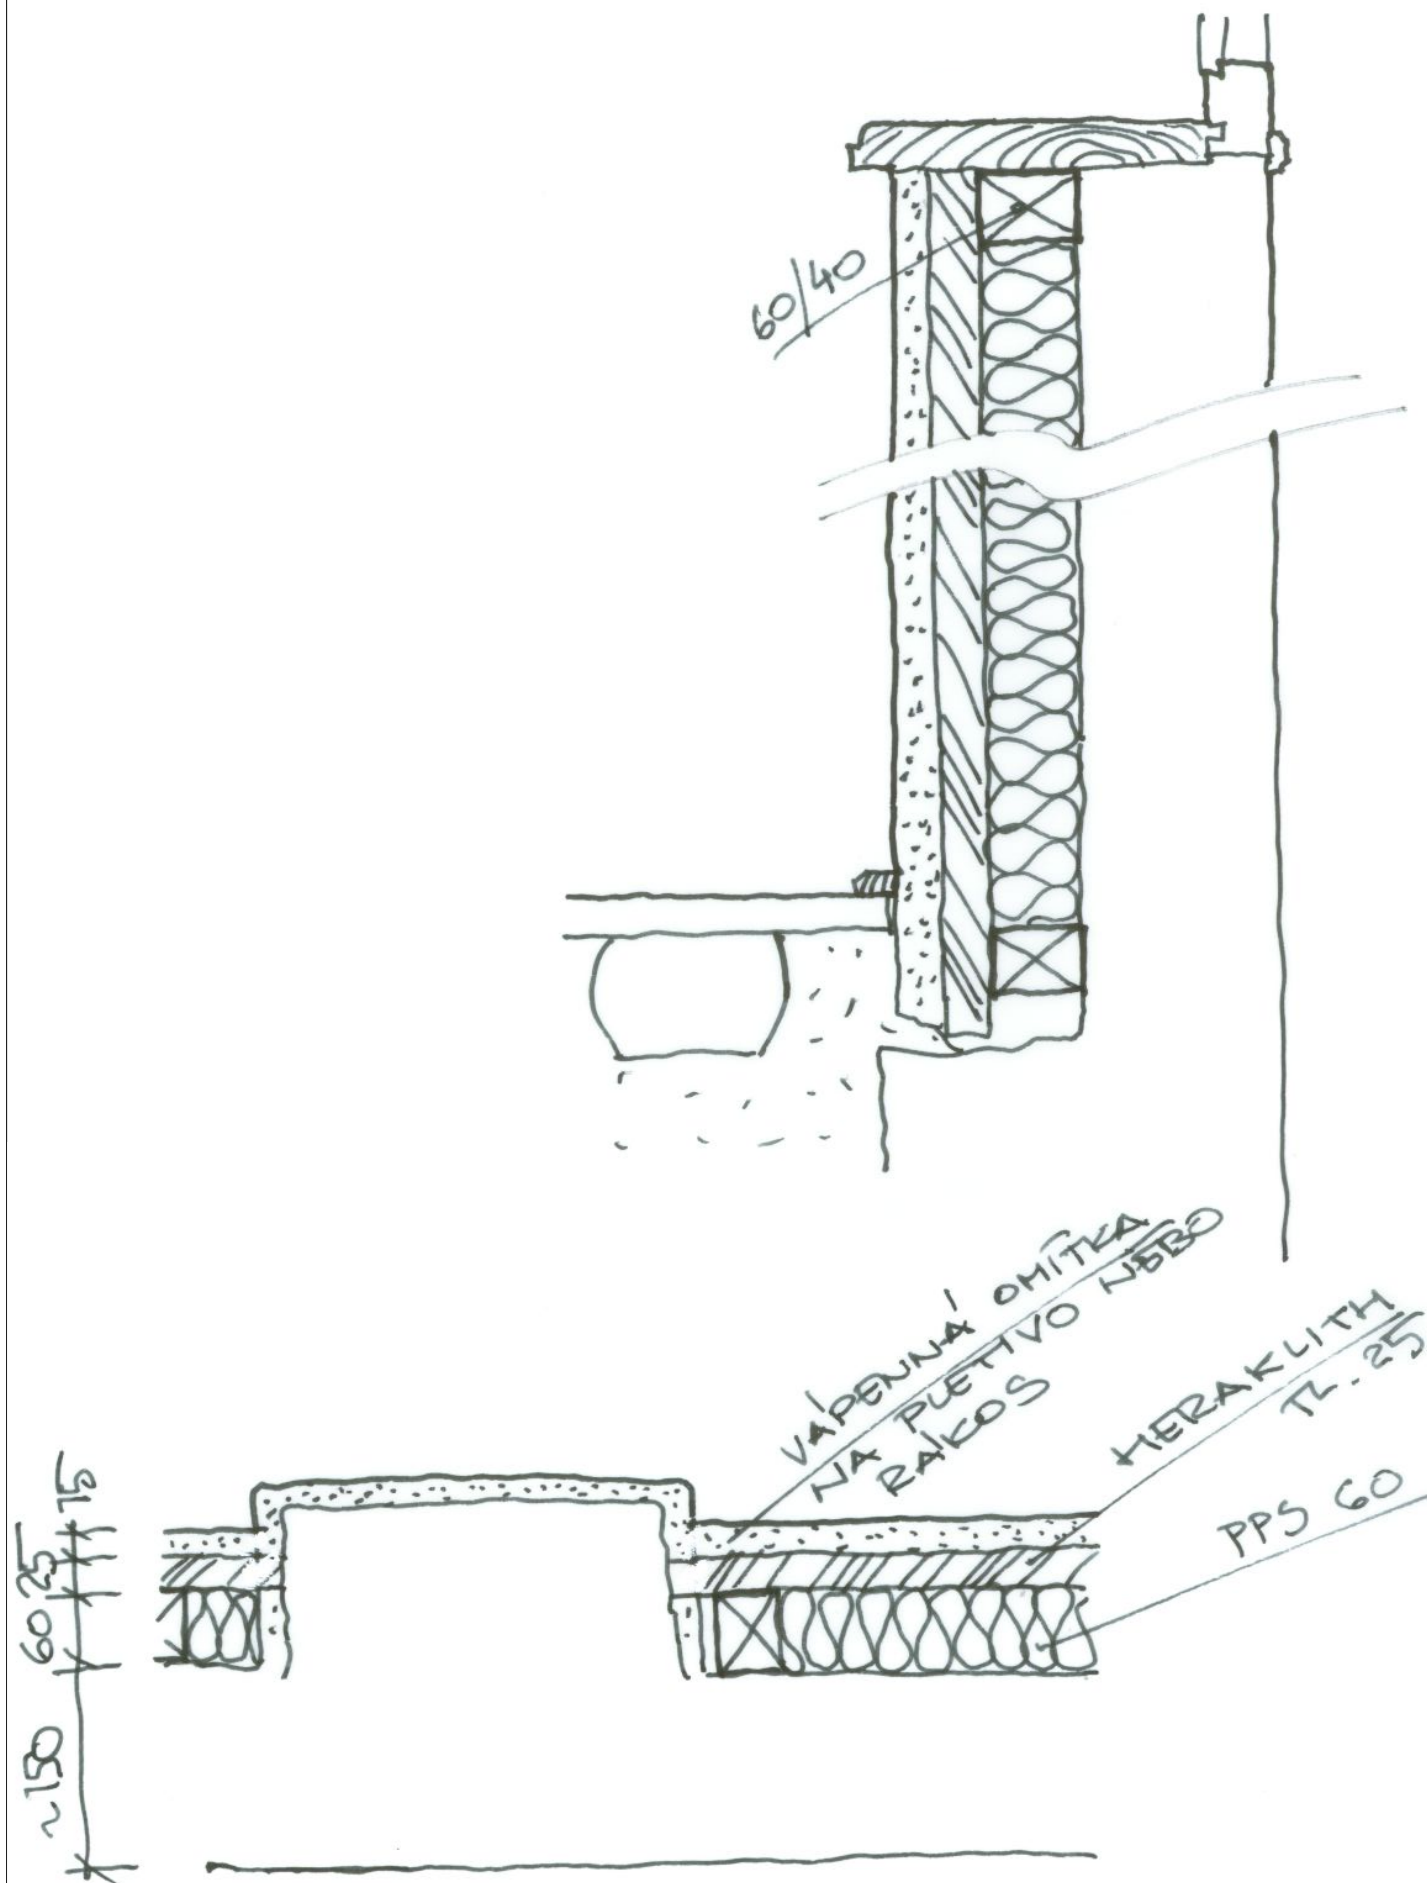 60/40
VÁPENNÁ OMÍTKA
NA PLETIVO NEBO
RÁKOS
HERAKLITH
TL. 25
PPS 60
15
25
60
~150